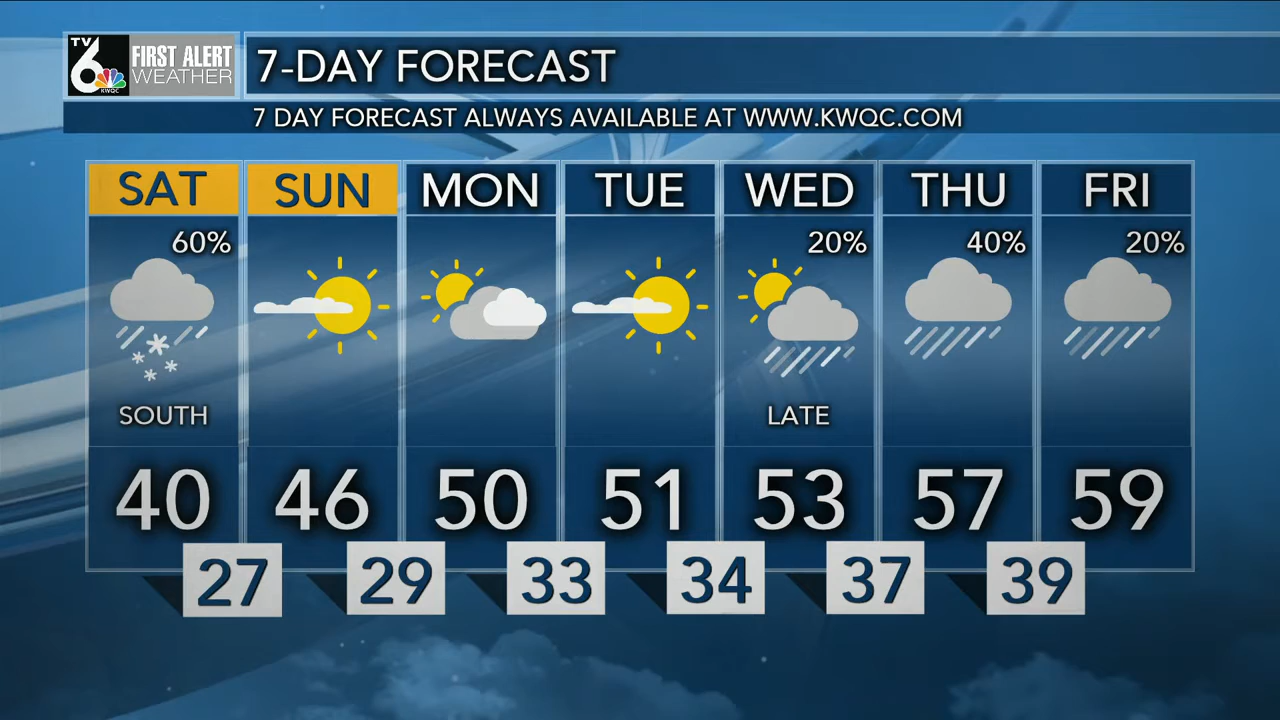 TV
6
KWQC
FIRST ALERT
WEATHER
7-DAY FORECAST
7 DAY FORECAST ALWAYS AVAILABLE AT WWW.KWQC.COM
SAT SUN MON TUE WED THU FRI
60% 20% 40% 20%
SOUTH LATE
40 46 50 51 53 57 59
27 29 33 34 37 39